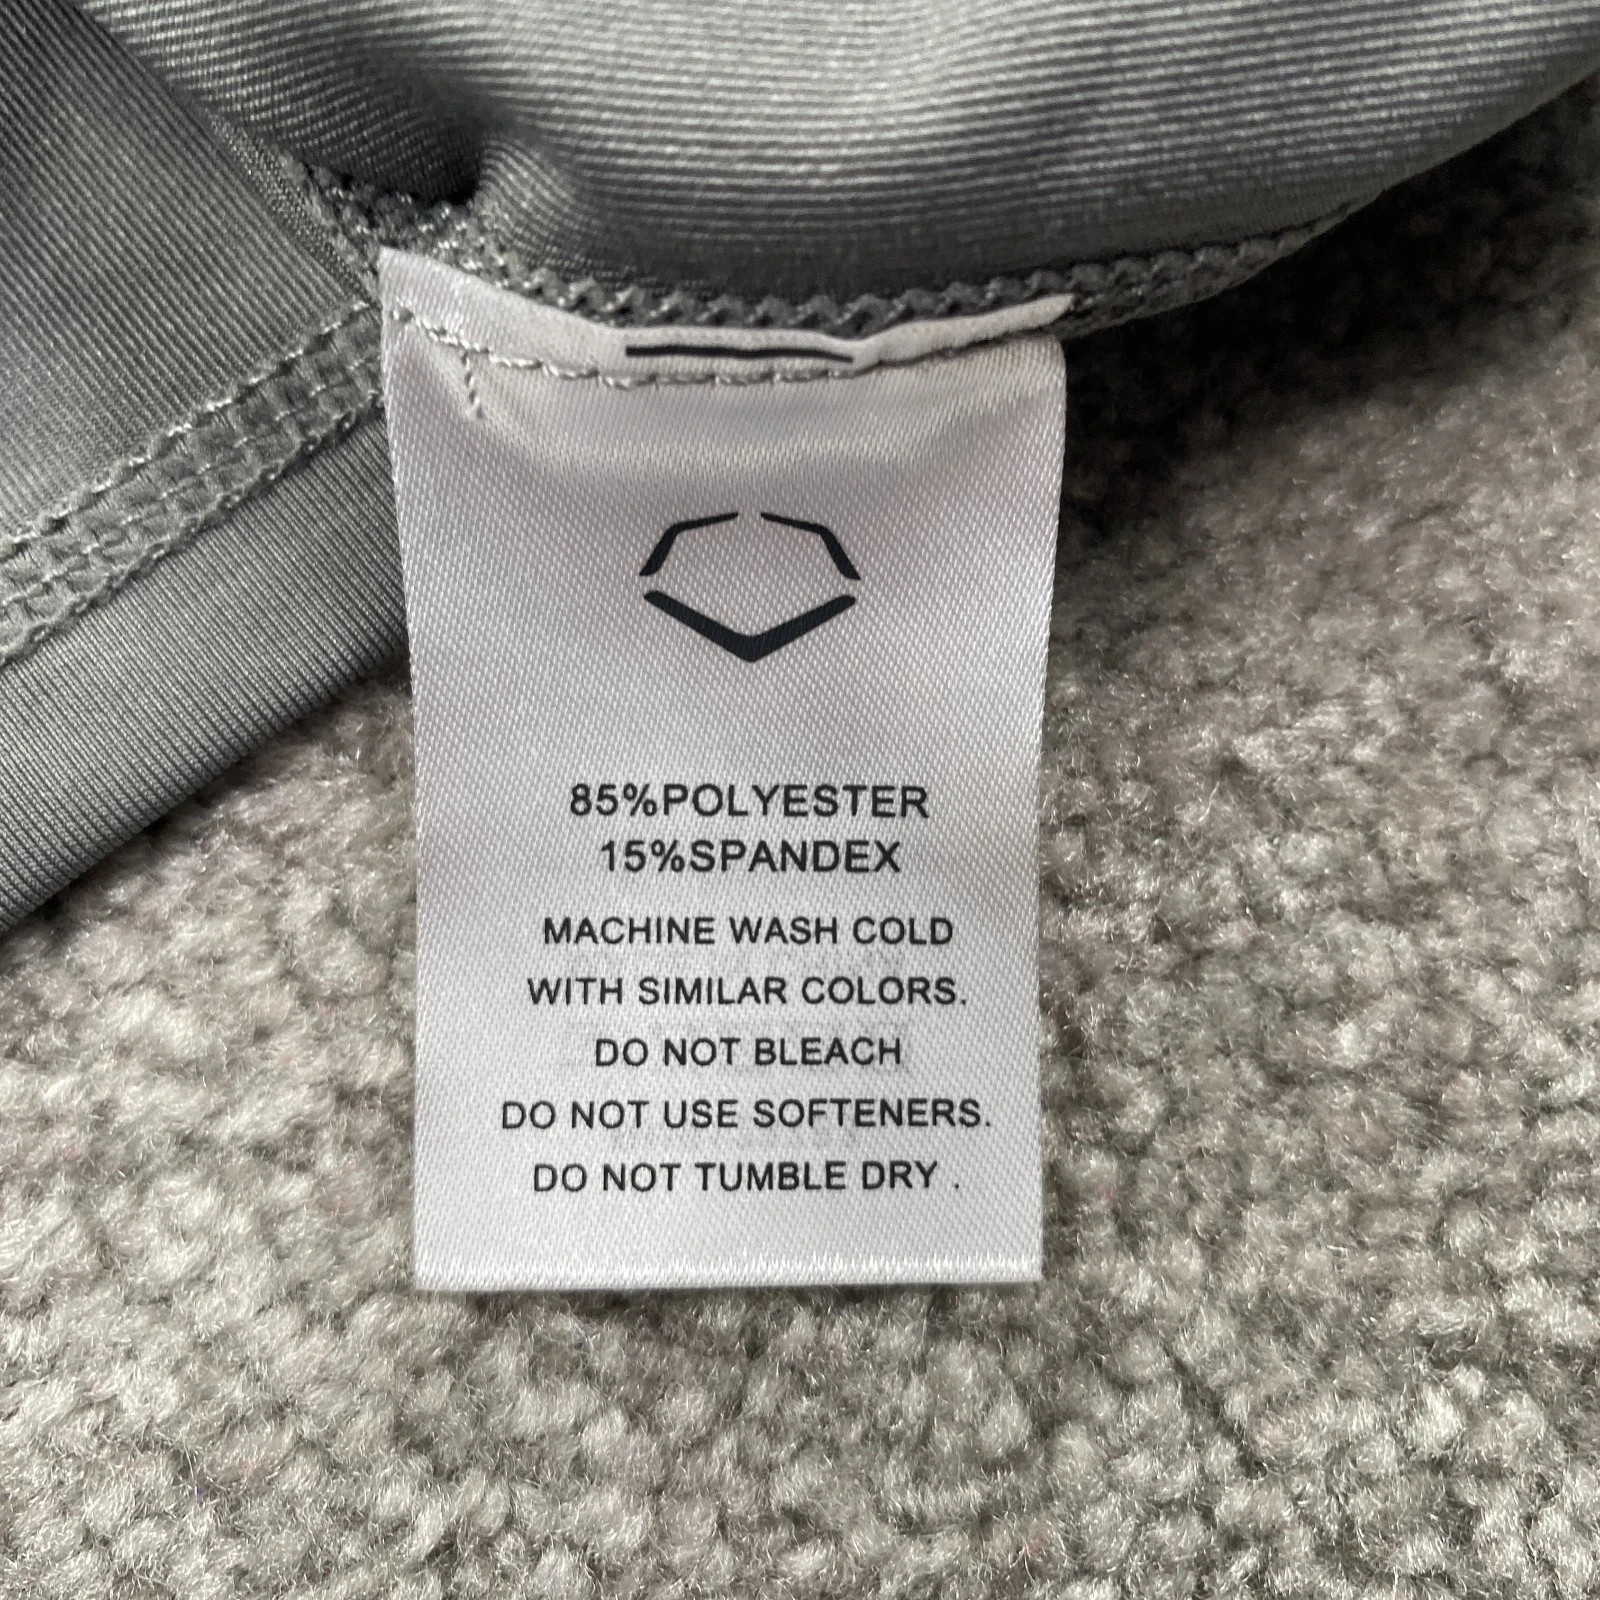 85%POLYESTER
15%SPANDEX
MACHINE WASH COLD
WITH SIMILAR COLORS.
DO NOT BLEACH
DO NOT USE SOFTENERS.
DO NOT TUMBLE DRY .